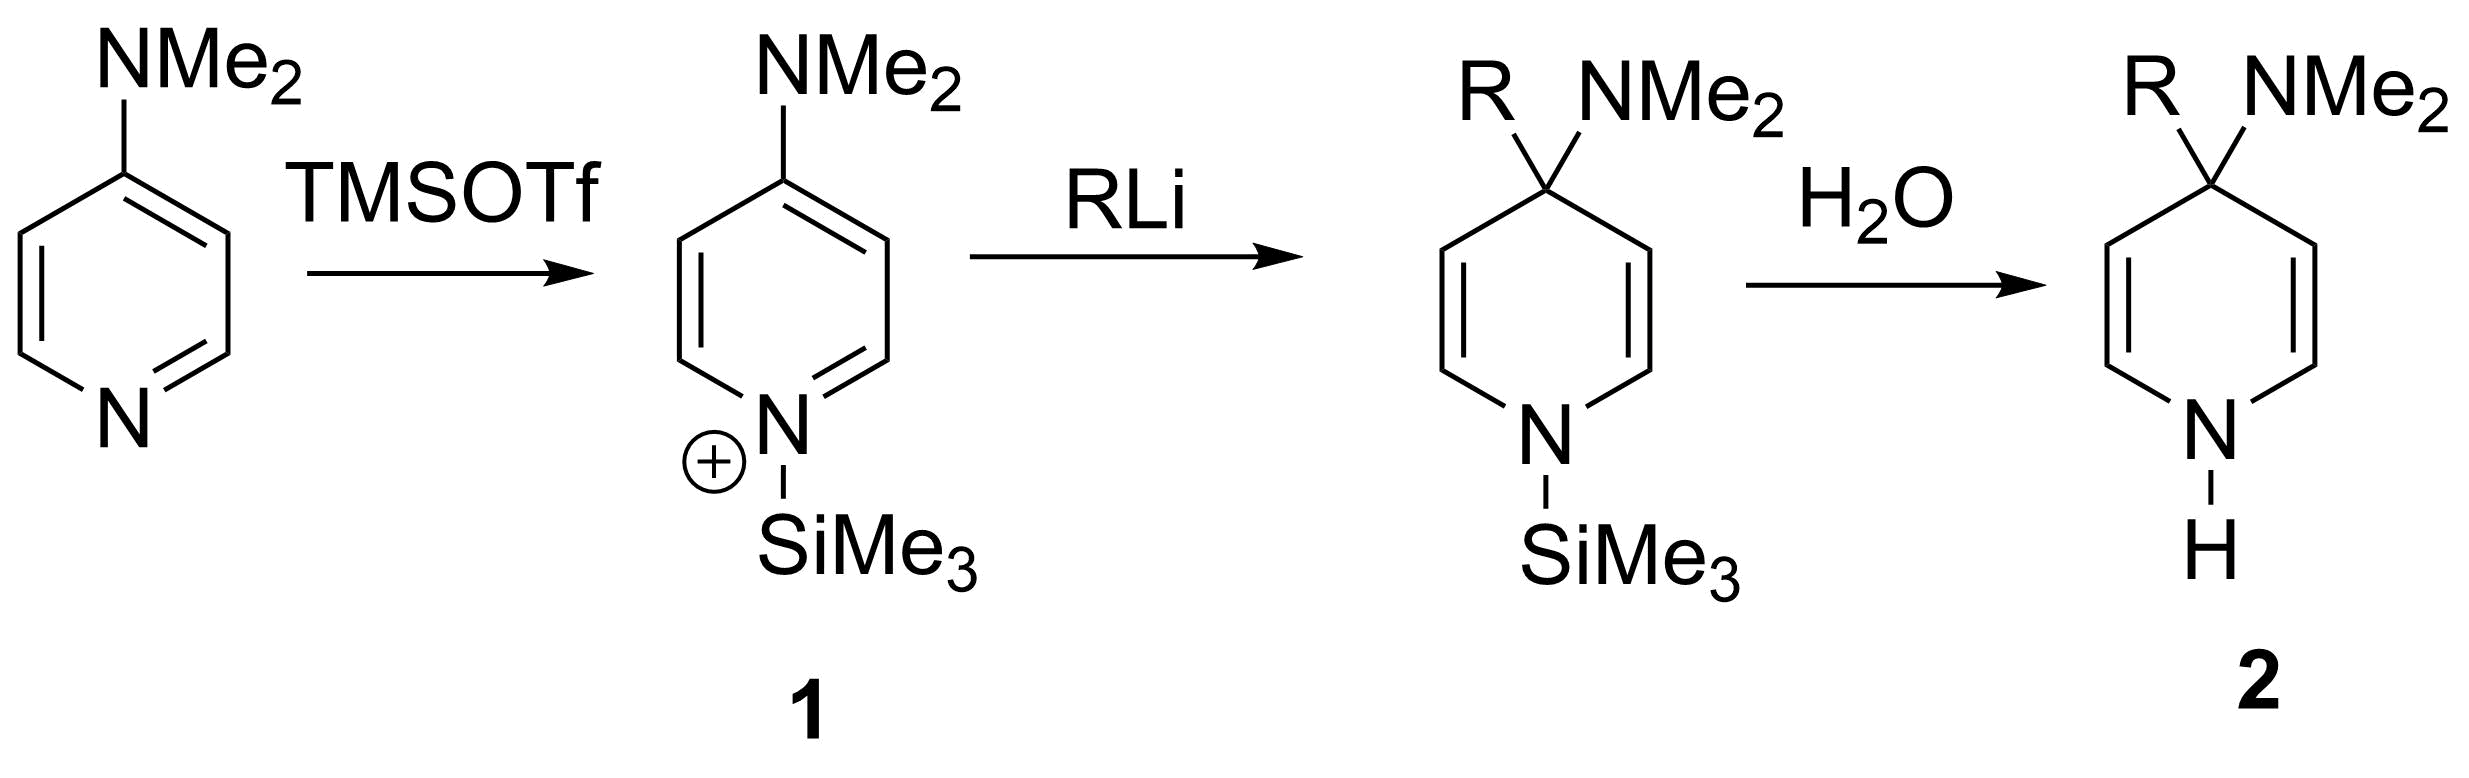 NMe2
N
TMSOTf
NMe2
N
⊕
SiMe3
1
RLi
R NMe2
N
SiMe3
H2O
R NMe2
N
H
2